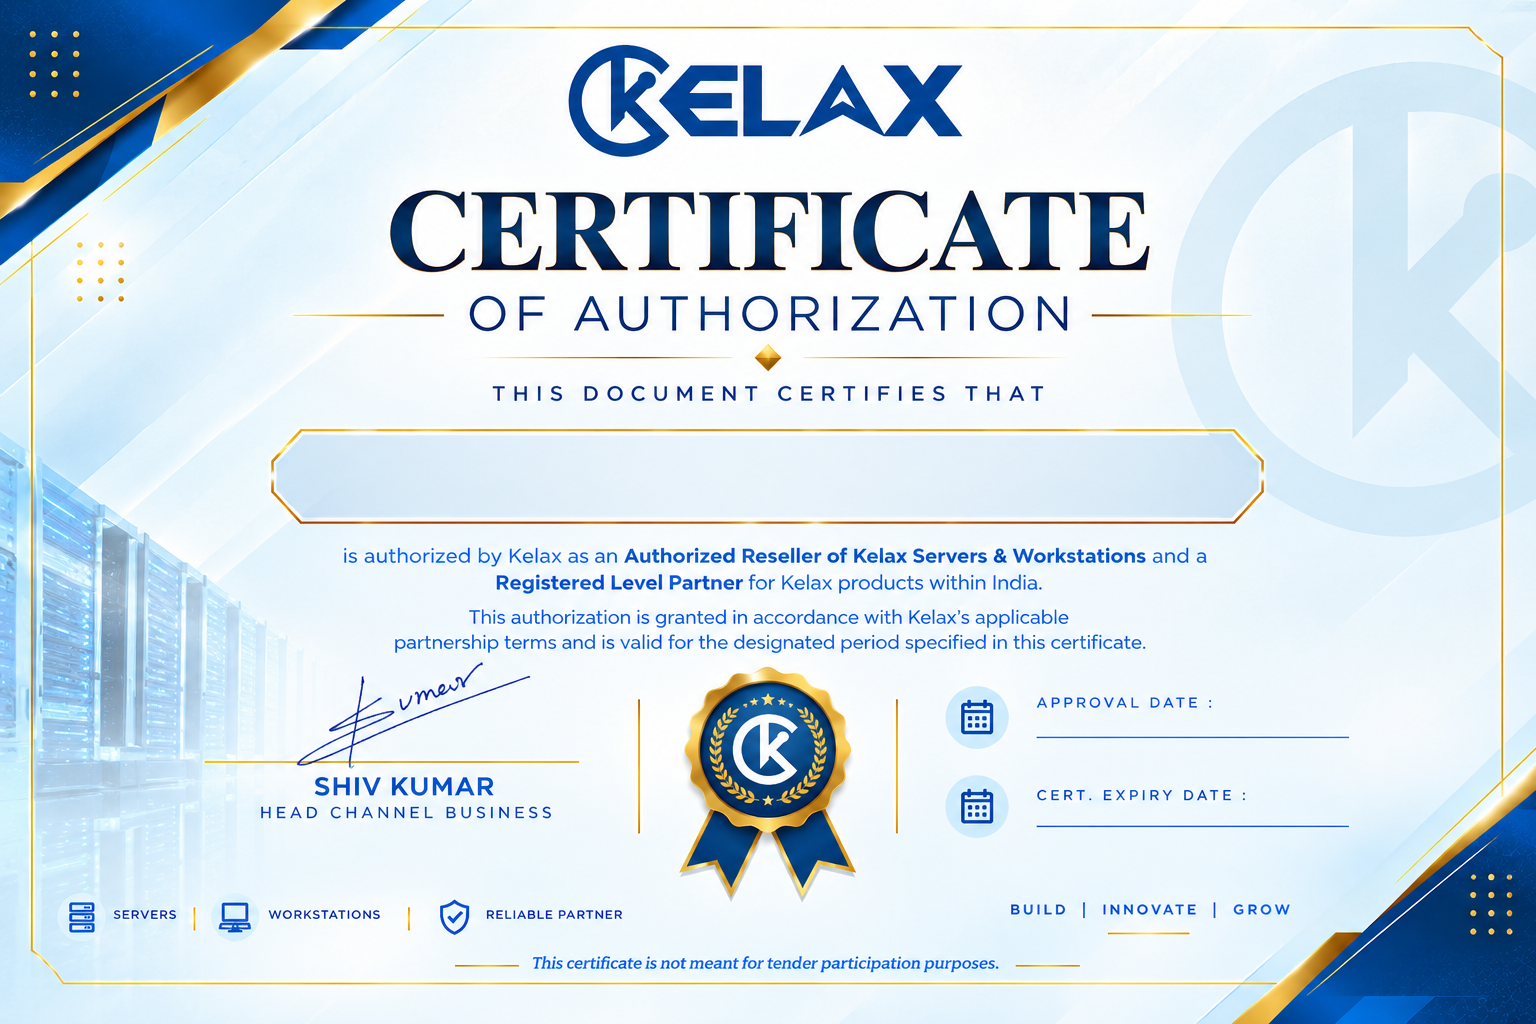 KELAX
CERTIFICATE
OF AUTHORIZATION
THIS DOCUMENT CERTIFIES THAT
is authorized by Kelax as an Authorized Reseller of Kelax Servers & Workstations and a
Registered Level Partner for Kelax products within India.
This authorization is granted in accordance with Kelax's applicable
partnership terms and is valid for the designated period specified in this certificate.
Kumar
SHIV KUMAR
HEAD CHANNEL BUSINESS
APPROVAL DATE :
CERT. EXPIRY DATE :
SERVERS | WORKSTATIONS | RELIABLE PARTNER
BUILD | INNOVATE | GROW
This certificate is not meant for tender participation purposes.